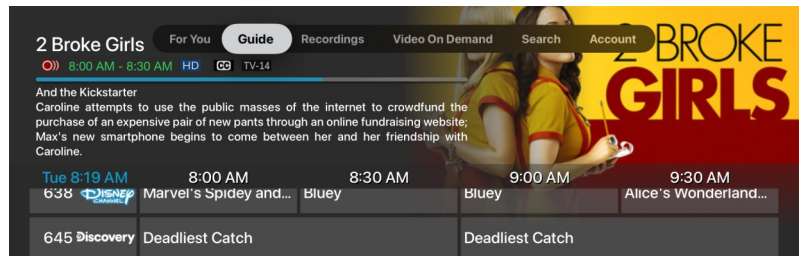 2 Broke Girls
For You Guide Recordings Video On Demand Search Account
2 BROKE
GIRLS
8:00 AM - 8:30 AM HD CC TV-14
And the Kickstarter
Caroline attempts to use the public masses of the internet to crowdfund the
purchase of an expensive pair of new pants through an online fundraising website;
Max's new smartphone begins to come between her and her friendship with
Caroline.
Tue 8:19 AM 8:00 AM 8:30 AM 9:00 AM 9:30 AM
638 Disney CHANNEL Marvel's Spidey and... Bluey Bluey Alice's Wonderland...
645 Discovery Deadliest Catch Deadliest Catch